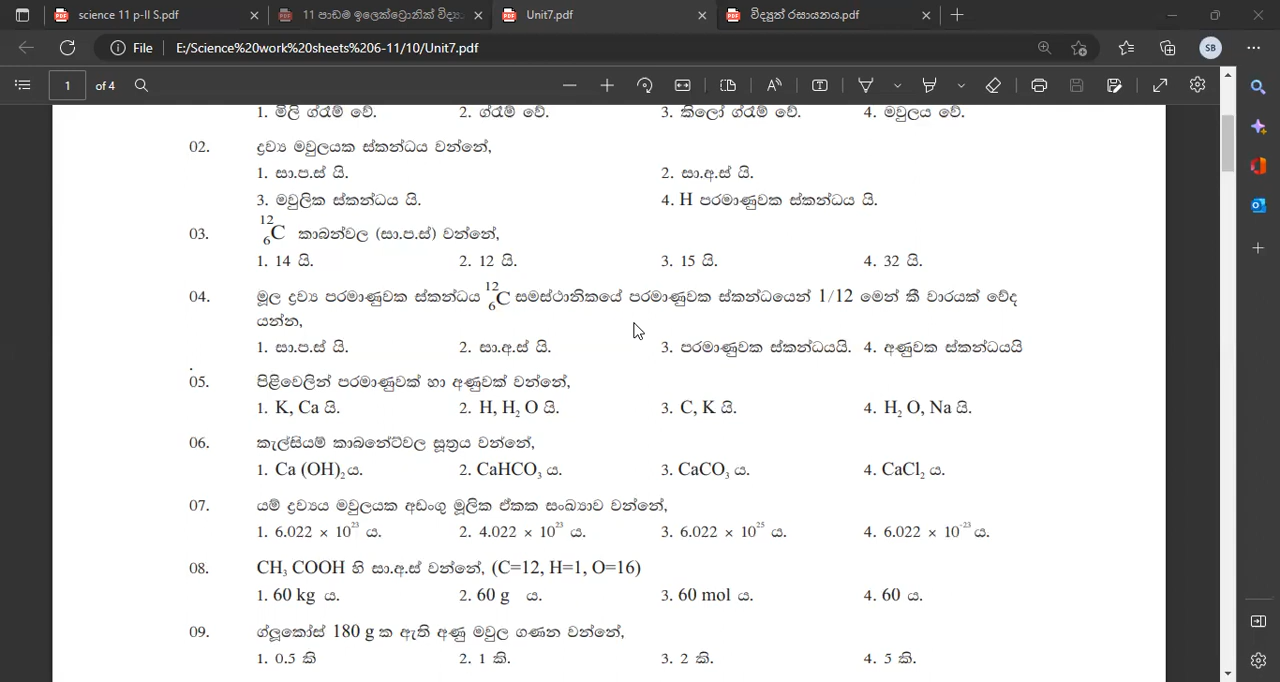 science 11 p-II S.pdf
11 පාඩම ඉලෙක්ට්‍රොනික් විද්‍යා
Unit7.pdf
විද්‍යුත් රසායනය.pdf
File E:/Science%20work%20sheets%206-11/10/Unit7.pdf
SB
1 of 4
1. මිලි ග්රෑම් වේ. 2. ග්රෑම් වේ. 3. කිලෝ ග්රෑම් වේ. 4. මවුලය වේ.
02. ද්‍රව්‍ය මවුලයක ස්කන්ධය වන්නේ,
1. සා.ප.ස් යි. 2. සා.අ.ස් යි.
3. මවුලික ස්කන්ධය යි. 4. H පරමාණුවක ස්කන්ධය යි.
03. ¹²₆C කාබන්වල (සා.ප.ස්) වන්නේ,
1. 14 යි. 2. 12 යි. 3. 15 යි. 4. 32 යි.
04. මූල ද්‍රව්‍ය පරමාණුවක ස්කන්ධය ¹²₆C සමස්ථානිකයේ පරමාණුවක ස්කන්ධයෙන් 1/12 මෙන් කී වාරයක් වේද
යන්න,
1. සා.ප.ස් යි. 2. සා.අ.ස් යි. 3. පරමාණුවක ස්කන්ධයයි. 4. අණුවක ස්කන්ධයයි
.
05. පිළිවෙලින් පරමාණුවක් හා අණුවක් වන්නේ,
1. K, Ca යි. 2. H, H₂ O යි. 3. C, K යි. 4. H₂ O, Na යි.
06. කැල්සියම් කාබනේට්වල සූත්‍රය වන්නේ,
1. Ca (OH)₂ ය. 2. CaHCO₃ ය. 3. CaCO₃ ය. 4. CaCl₂ ය.
07. යම් ද්‍රව්‍යය මවුලයක අඩංගු මූලික ඒකක සංඛ්‍යාව වන්නේ,
1. 6.022 × 10²³ ය. 2. 4.022 × 10²³ ය. 3. 6.022 × 10²⁵ ය. 4. 6.022 × 10⁻²³ ය.
08. CH₃ COOH හි සා.අ.ස් වන්නේ, (C=12, H=1, O=16)
1. 60 kg ය. 2. 60 g ය. 3. 60 mol ය. 4. 60 ය.
09. ග්ලූකෝස් 180 g ක ඇති අණු මවුල ගණන වන්නේ,
1. 0.5 කි 2. 1 කි. 3. 2 කි. 4. 5 කි.